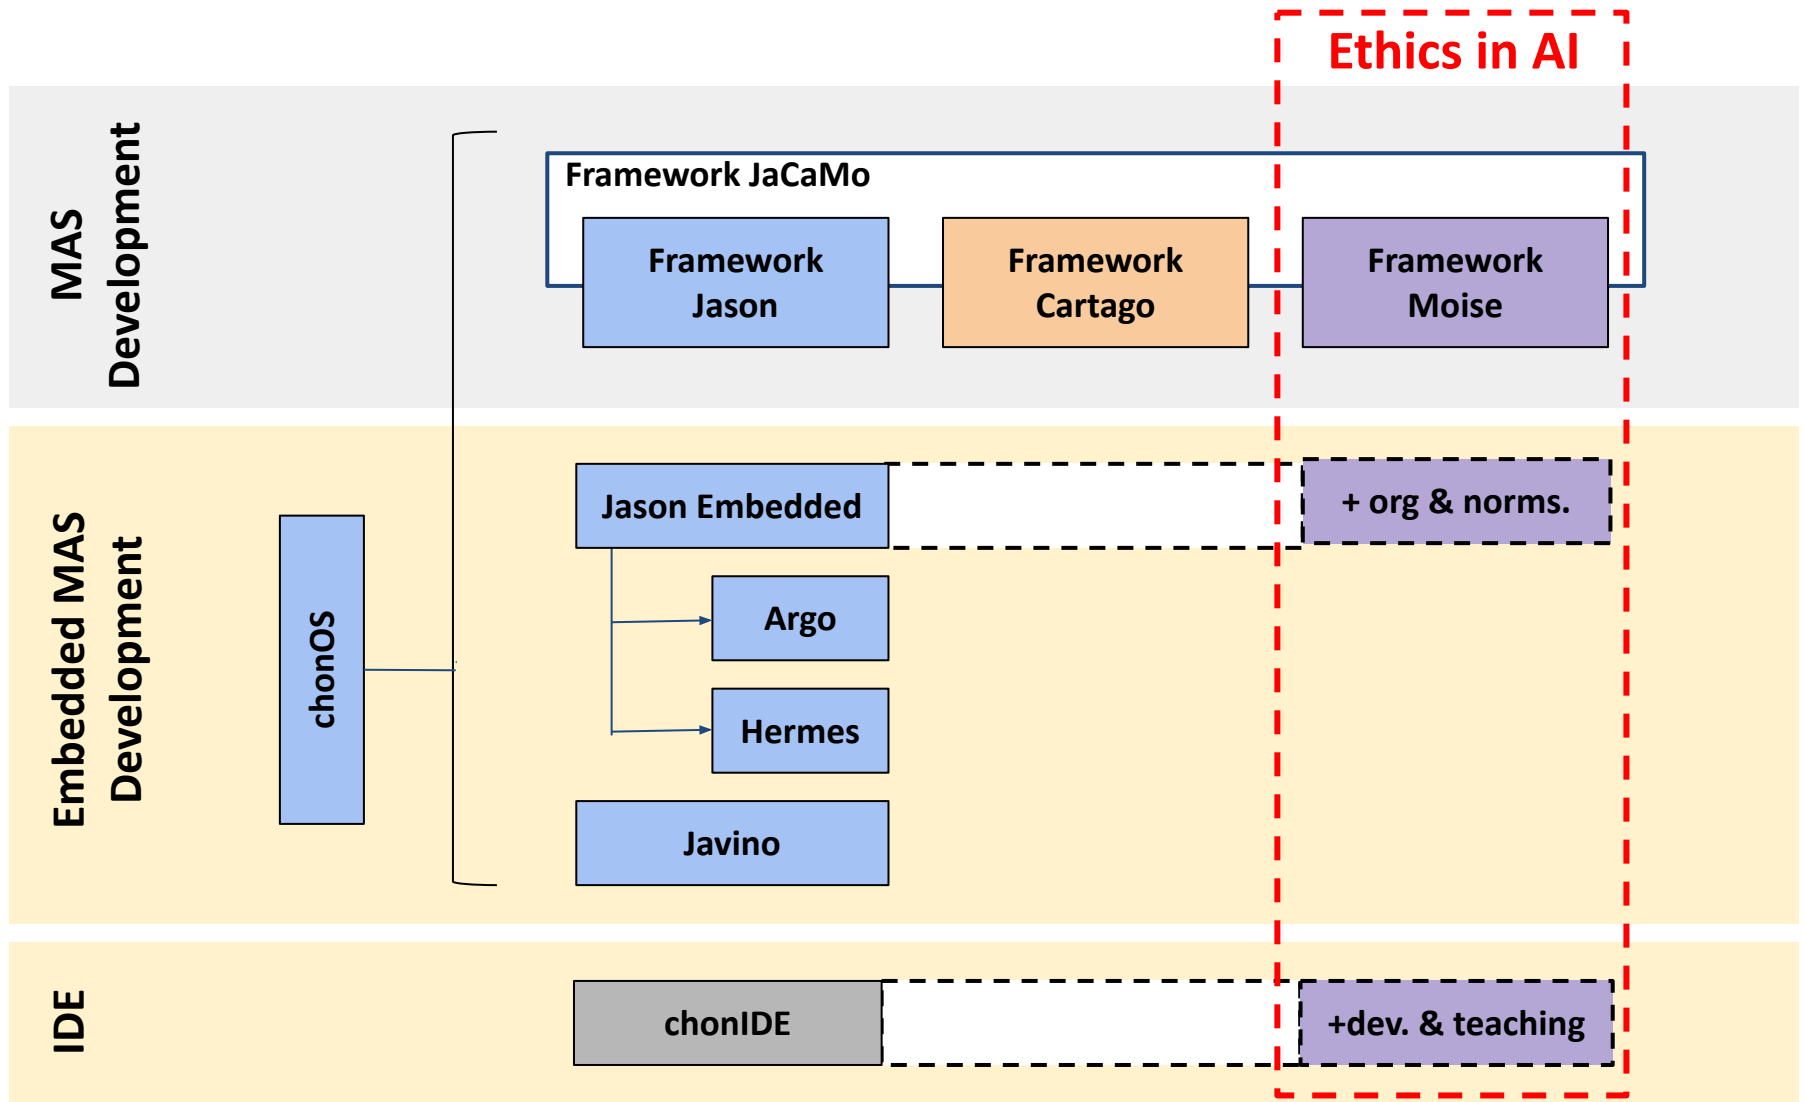 Ethics in AI
MAS
Development
Framework JaCaMo
Framework
Jason
Framework
Cartago
Framework
Moise
Embedded MAS
Development
chonOS
Jason Embedded
+ org & norms.
Argo
Hermes
Javino
IDE
chonIDE
+dev. & teaching